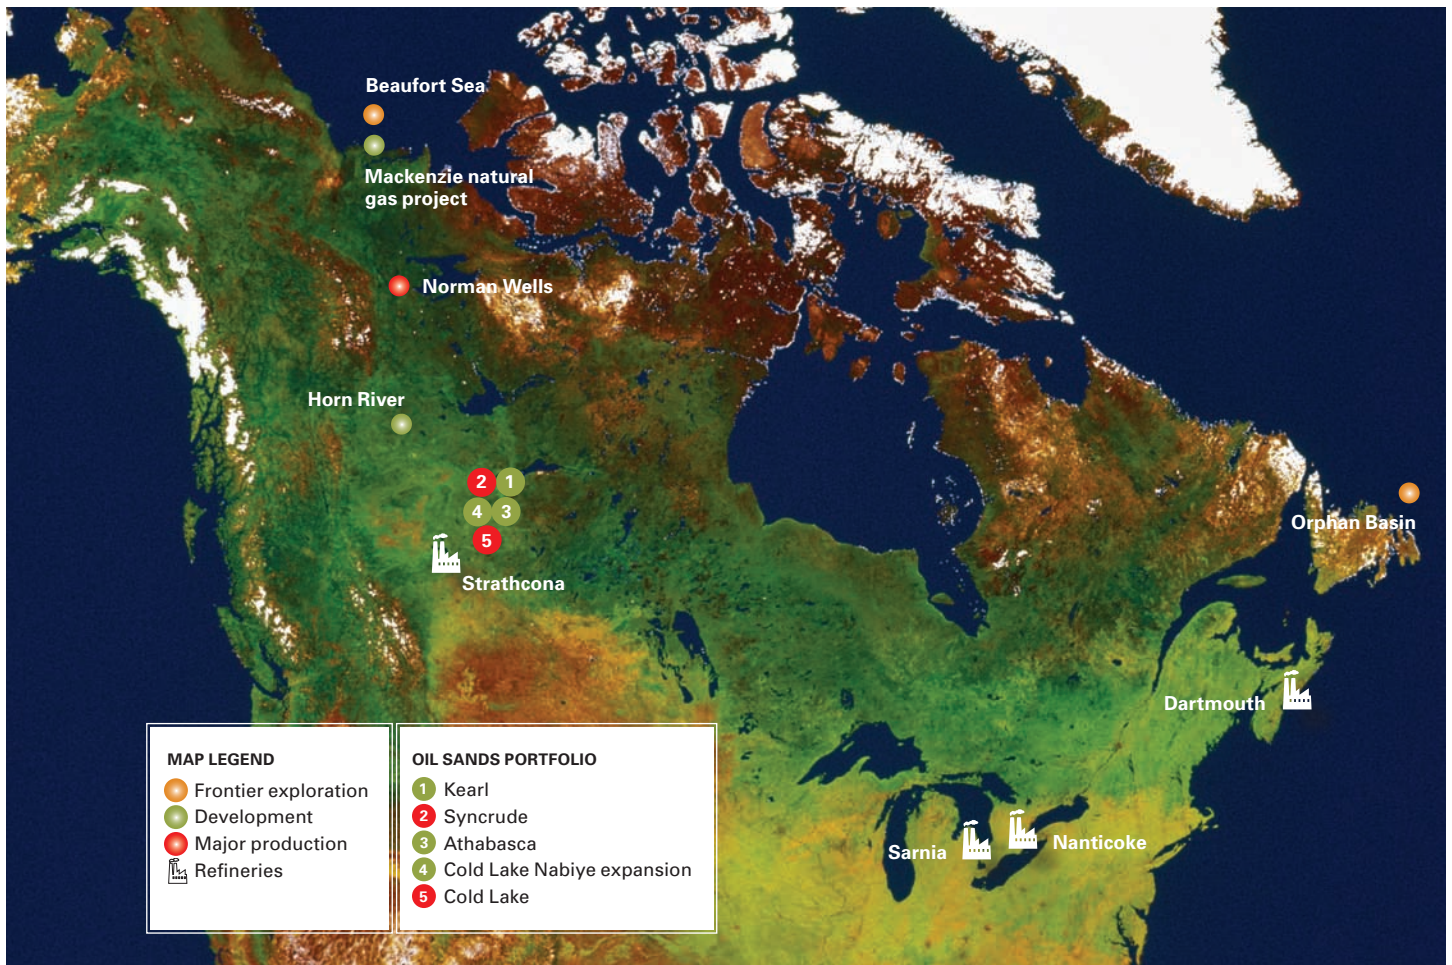 Beaufort Sea
Mackenzie natural
gas project
Norman Wells
Horn River
2 1
4 3
5
Strathcona
Orphan Basin
Dartmouth
Sarnia
Nanticoke
MAP LEGEND
Frontier exploration
Development
Major production
Refineries
OIL SANDS PORTFOLIO
1 Kearl
2 Syncrude
3 Athabasca
4 Cold Lake Nabiye expansion
5 Cold Lake